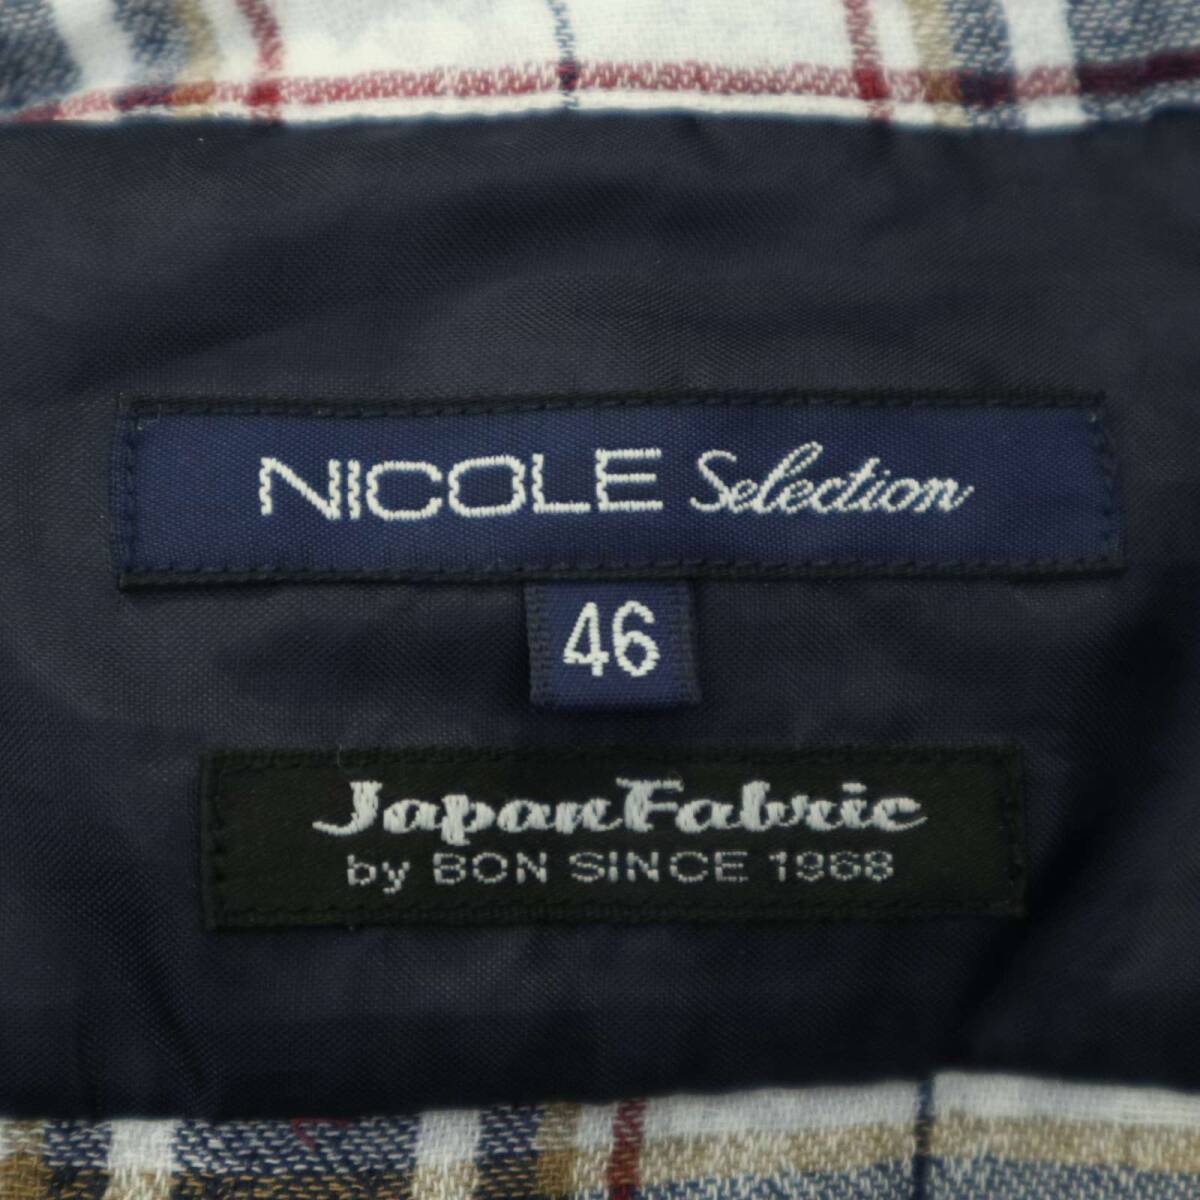 NICOLE Selection
46
JapanFabric
by BON SINCE 1968